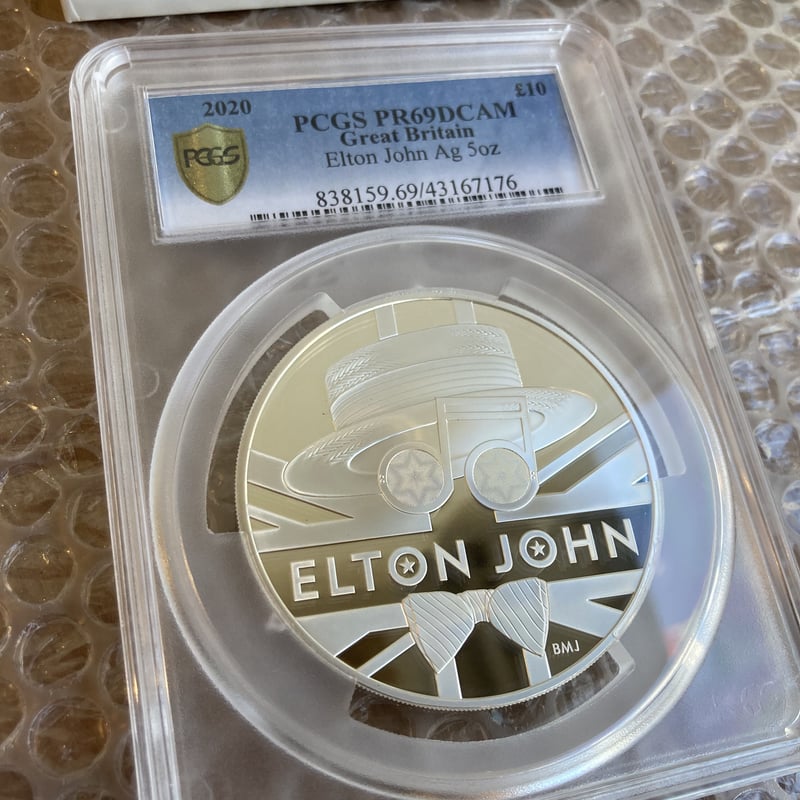 2020
£10
PCGS PR69DCAM
Great Britain
PCGS
Elton John Ag 5oz
838159.69/43167176
ELTON JOHN
BMJ